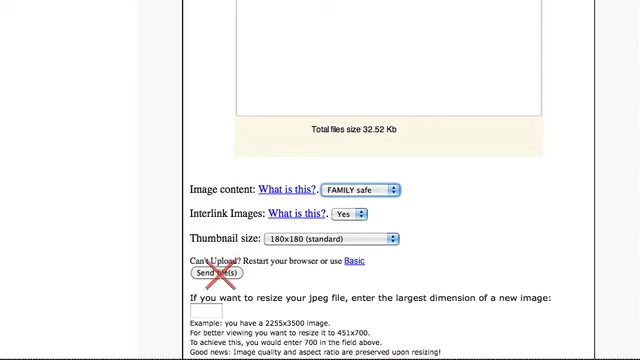 Total files size 32.52 Kb
Image content: What is this?. FAMILY safe
Interlink Images: What is this?. Yes
Thumbnail size: 180x180 (standard)
Can't Upload? Restart your browser or use Basic
Send file(s)
If you want to resize your jpeg file, enter the largest dimension of a new image:
Example: you have a 2255x3500 image.
For better viewing you want to resize it to 451x700.
To achieve this, you would enter 700 in the field above.
Good news: Image quality and aspect ratio are preserved upon resizing!